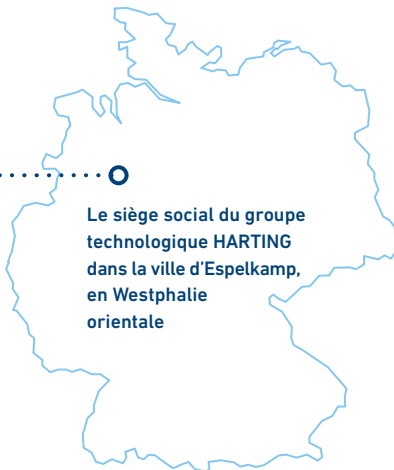 Le siège social du groupe
technologique HARTING
dans la ville d’Espelkamp,
en Westphalie
orientale